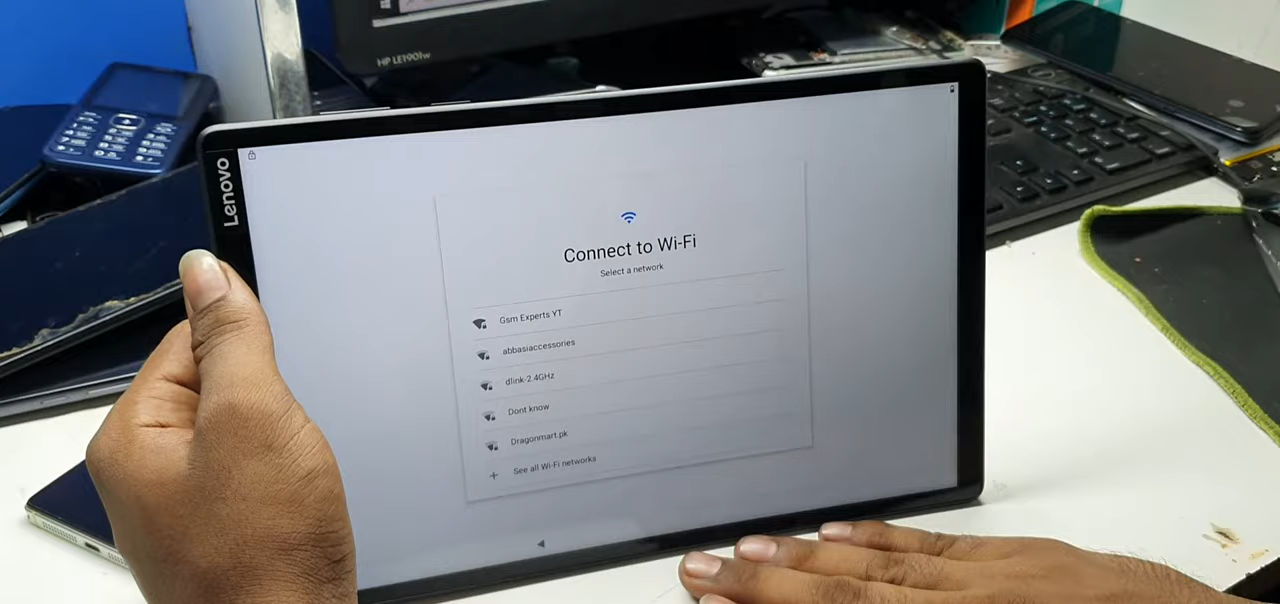 HP LE1901w
Lenovo
Connect to Wi-Fi
Select a network
Gsm Experts YT
abbasiaccessories
dlink-2.4GHz
Dont know
Dragonmart.pk
See all Wi-Fi networks